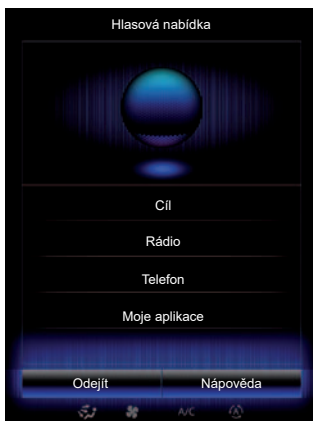 Hlasová nabídka
Cíl
Rádio
Telefon
Moje aplikace
Odejít Nápověda
A/C